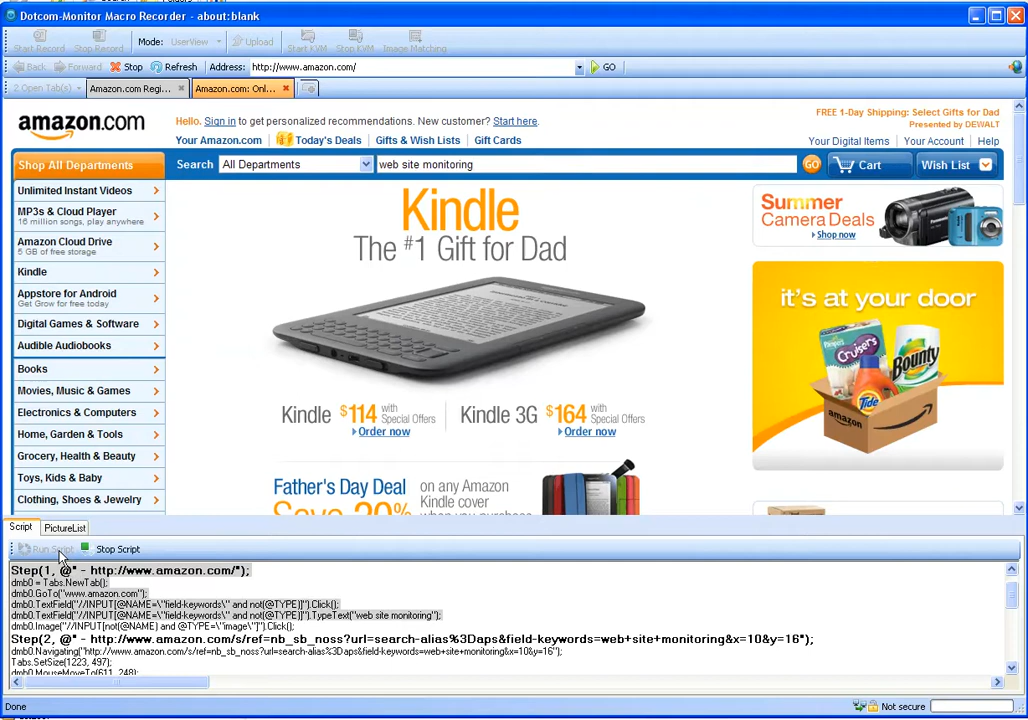 Dotcom-Monitor Macro Recorder - about:blank
Start Record Stop Record Mode: UserView Upload Start KVM Stop KVM Image Matching
Back Forward Stop Refresh Address: http://www.amazon.com/ GO
2 Open Tab(s) Amazon.com Regi... Amazon.com: Onl...
amazon.com
Hello. Sign in to get personalized recommendations. New customer? Start here.
FREE 1-Day Shipping: Select Gifts for Dad
Presented by DEWALT
Your Amazon.com Today's Deals Gifts & Wish Lists Gift Cards
Your Digital Items Your Account Help
Shop All Departments Search All Departments web site monitoring GO Cart Wish List
Unlimited Instant Videos
MP3s & Cloud Player
16 million songs, play anywhere
Amazon Cloud Drive
5 GB of free storage
Kindle
Appstore for Android
Get Grow for free today
Digital Games & Software
Audible Audiobooks
Books
Movies, Music & Games
Electronics & Computers
Home, Garden & Tools
Grocery, Health & Beauty
Toys, Kids & Baby
Clothing, Shoes & Jewelry
Kindle
The #1 Gift for Dad
Kindle $114 with Special Offers
Order now
Kindle 3G $164 with Special Offers
Order now
Father's Day Deal
Save 20%
on any Amazon
Kindle cover
when you purchase
Summer
Camera Deals
Shop now
it's at your door
Pampers
Cruisers
Bounty
Tide
amazon
Script PictureList
Run Script Stop Script
Step(1, @" - http://www.amazon.com/");
dmb0 = Tabs.NewTab();
dmb0.GoTo("www.amazon.com");
dmb0.TextField("//INPUT[@NAME=\"field-keywords\" and not(@TYPE)]").Click();
dmb0.TextField("//INPUT[@NAME=\"field-keywords\" and not(@TYPE)]").TypeText("web site monitoring");
dmb0.Image("//INPUT[not(@NAME) and @TYPE=\"image\"]").Click();
Step(2, @" - http://www.amazon.com/s/ref=nb_sb_noss?url=search-alias%3Daps&field-keywords=web+site+monitoring&x=10&y=16");
dmb0.Navigating("http://www.amazon.com/s/ref=nb_sb_noss?url=search-alias%3Daps&field-keywords=web+site+monitoring&x=10&y=16");
Tabs.SetSize(1223, 497);
dmb0.MouseMoveTo(611, 248);
Done Not secure